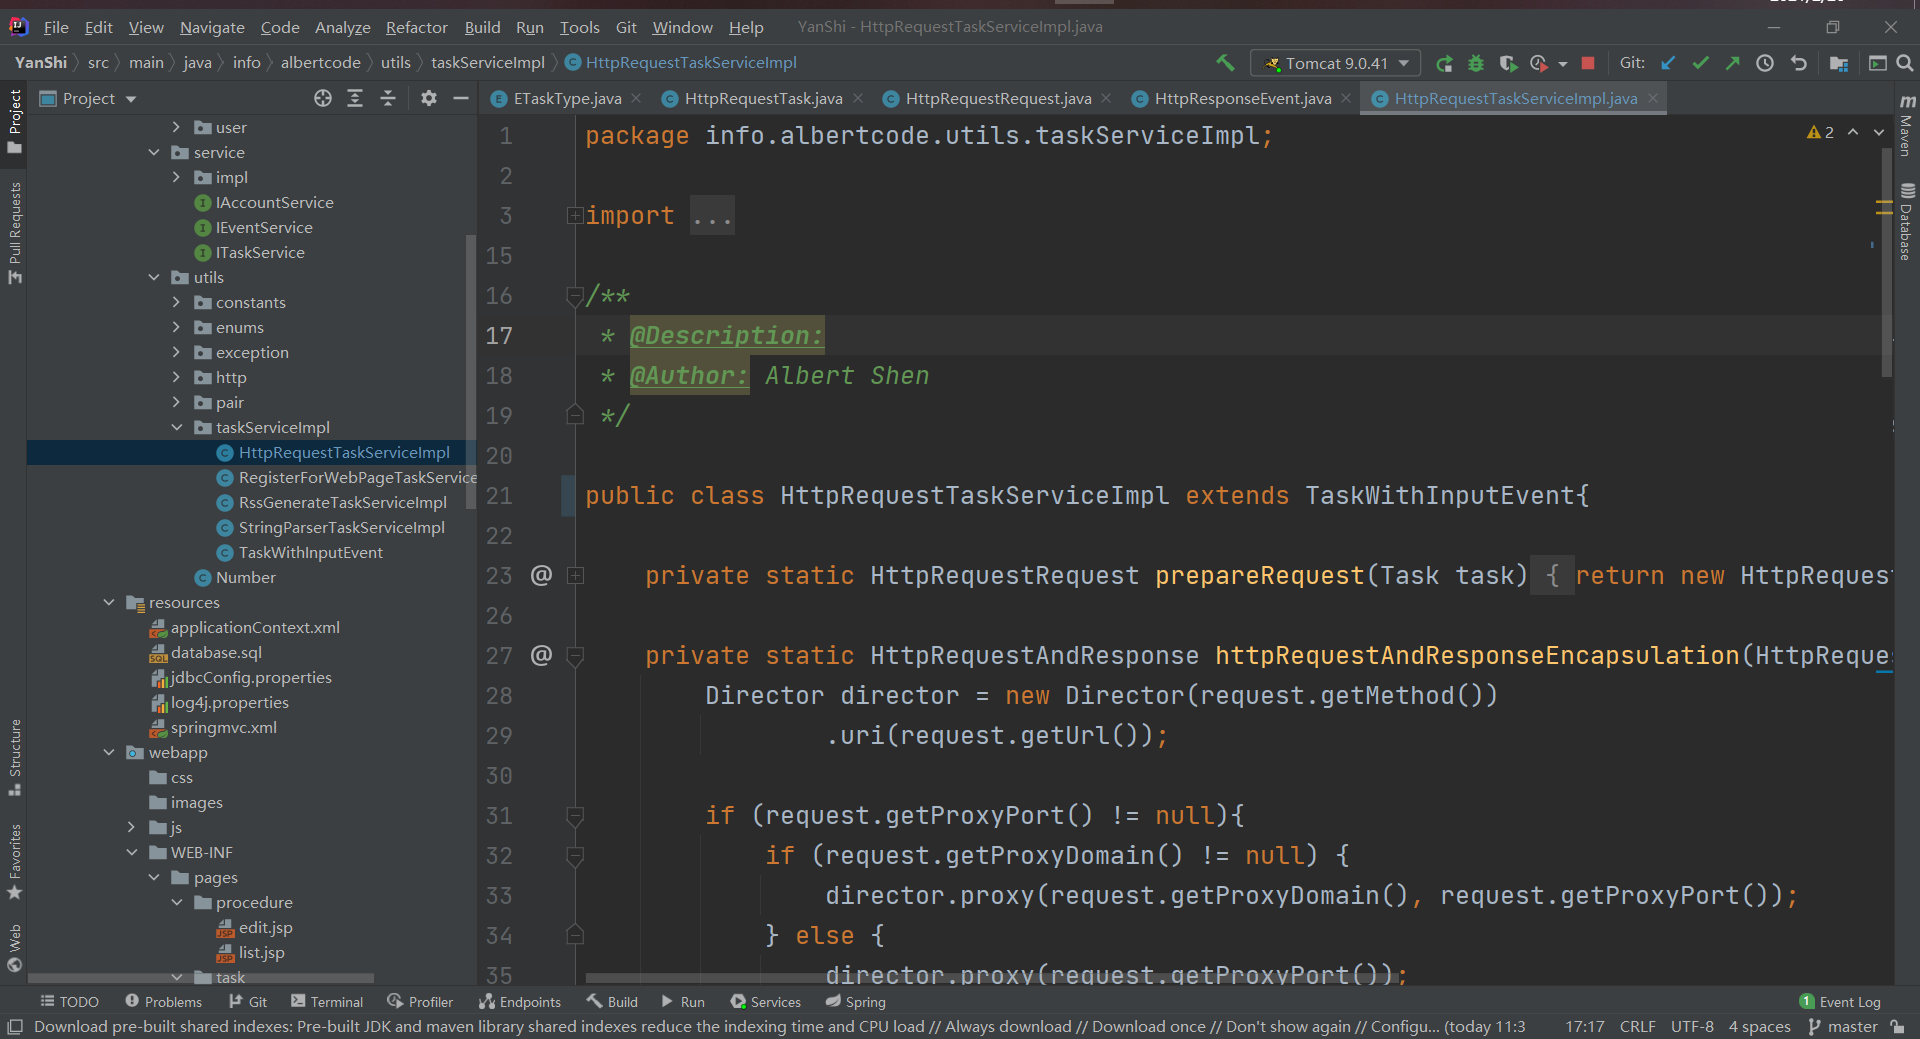 File Edit View Navigate Code Analyze Refactor Build Run Tools Git Window Help YanShi - HttpRequestTaskServiceImpl.java
YanShi src main java info albertcode utils taskServiceImpl HttpRequestTaskServiceImpl Tomcat 9.0.41 Git:
Project
ETaskType.java HttpRequestTask.java HttpRequestRequest.java HttpResponseEvent.java HttpRequestTaskServiceImpl.java
Project
Pull Requests
Structure
Favorites
Web
user
service
impl
IAccountService
IEventService
ITaskService
utils
constants
enums
exception
http
pair
taskServiceImpl
HttpRequestTaskServiceImpl
RegisterForWebPageTaskService
RssGenerateTaskServiceImpl
StringParserTaskServiceImpl
TaskWithInputEvent
Number
resources
applicationContext.xml
database.sql
jdbcConfig.properties
log4j.properties
springmvc.xml
webapp
css
images
js
WEB-INF
pages
procedure
edit.jsp
list.jsp
task
1 package info.albertcode.utils.taskServiceImpl;
2
3 import ...
15
16 /**
17 * @Description:
18 * @Author: Albert Shen
19 */
20
21 public class HttpRequestTaskServiceImpl extends TaskWithInputEvent{
22
23 @ private static HttpRequestRequest prepareRequest(Task task) { return new HttpRequest
26
27 @ private static HttpRequestAndResponse httpRequestAndResponseEncapsulation(HttpReque
28 Director director = new Director(request.getMethod())
29 .uri(request.getUrl());
30
31 if (request.getProxyPort() != null){
32 if (request.getProxyDomain() != null) {
33 director.proxy(request.getProxyDomain(), request.getProxyPort());
34 } else {
35 director.proxy(request.getProxyPort());
2
m Maven
Database
TODO Problems Git Terminal Profiler Endpoints Build Run Services Spring 1 Event Log
Download pre-built shared indexes: Pre-built JDK and maven library shared indexes reduce the indexing time and CPU load // Always download // Download once // Don't show again // Configu... (today 11:3 17:17 CRLF UTF-8 4 spaces master